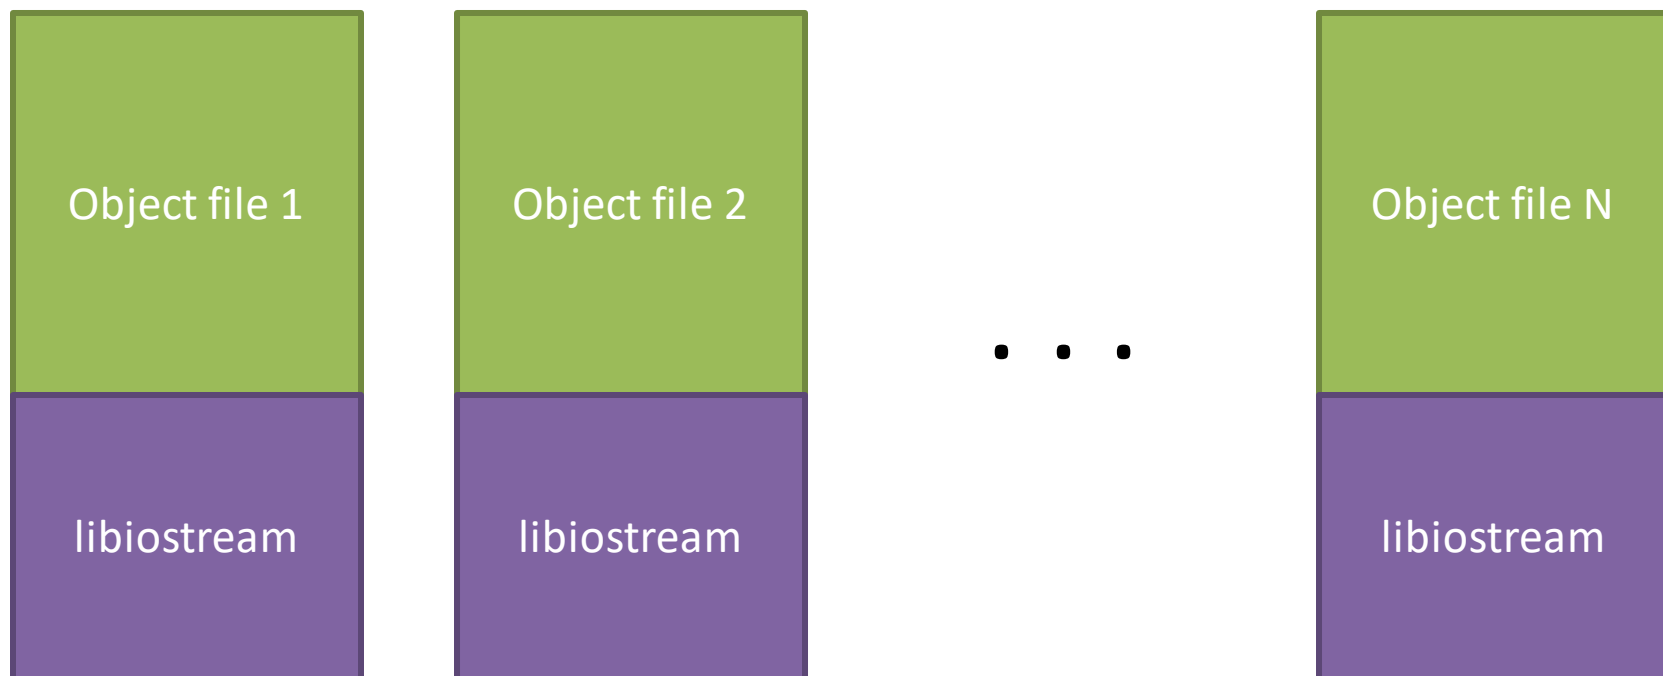 Object file 1
Object file 2
Object file N
. . .
libiostream
libiostream
libiostream